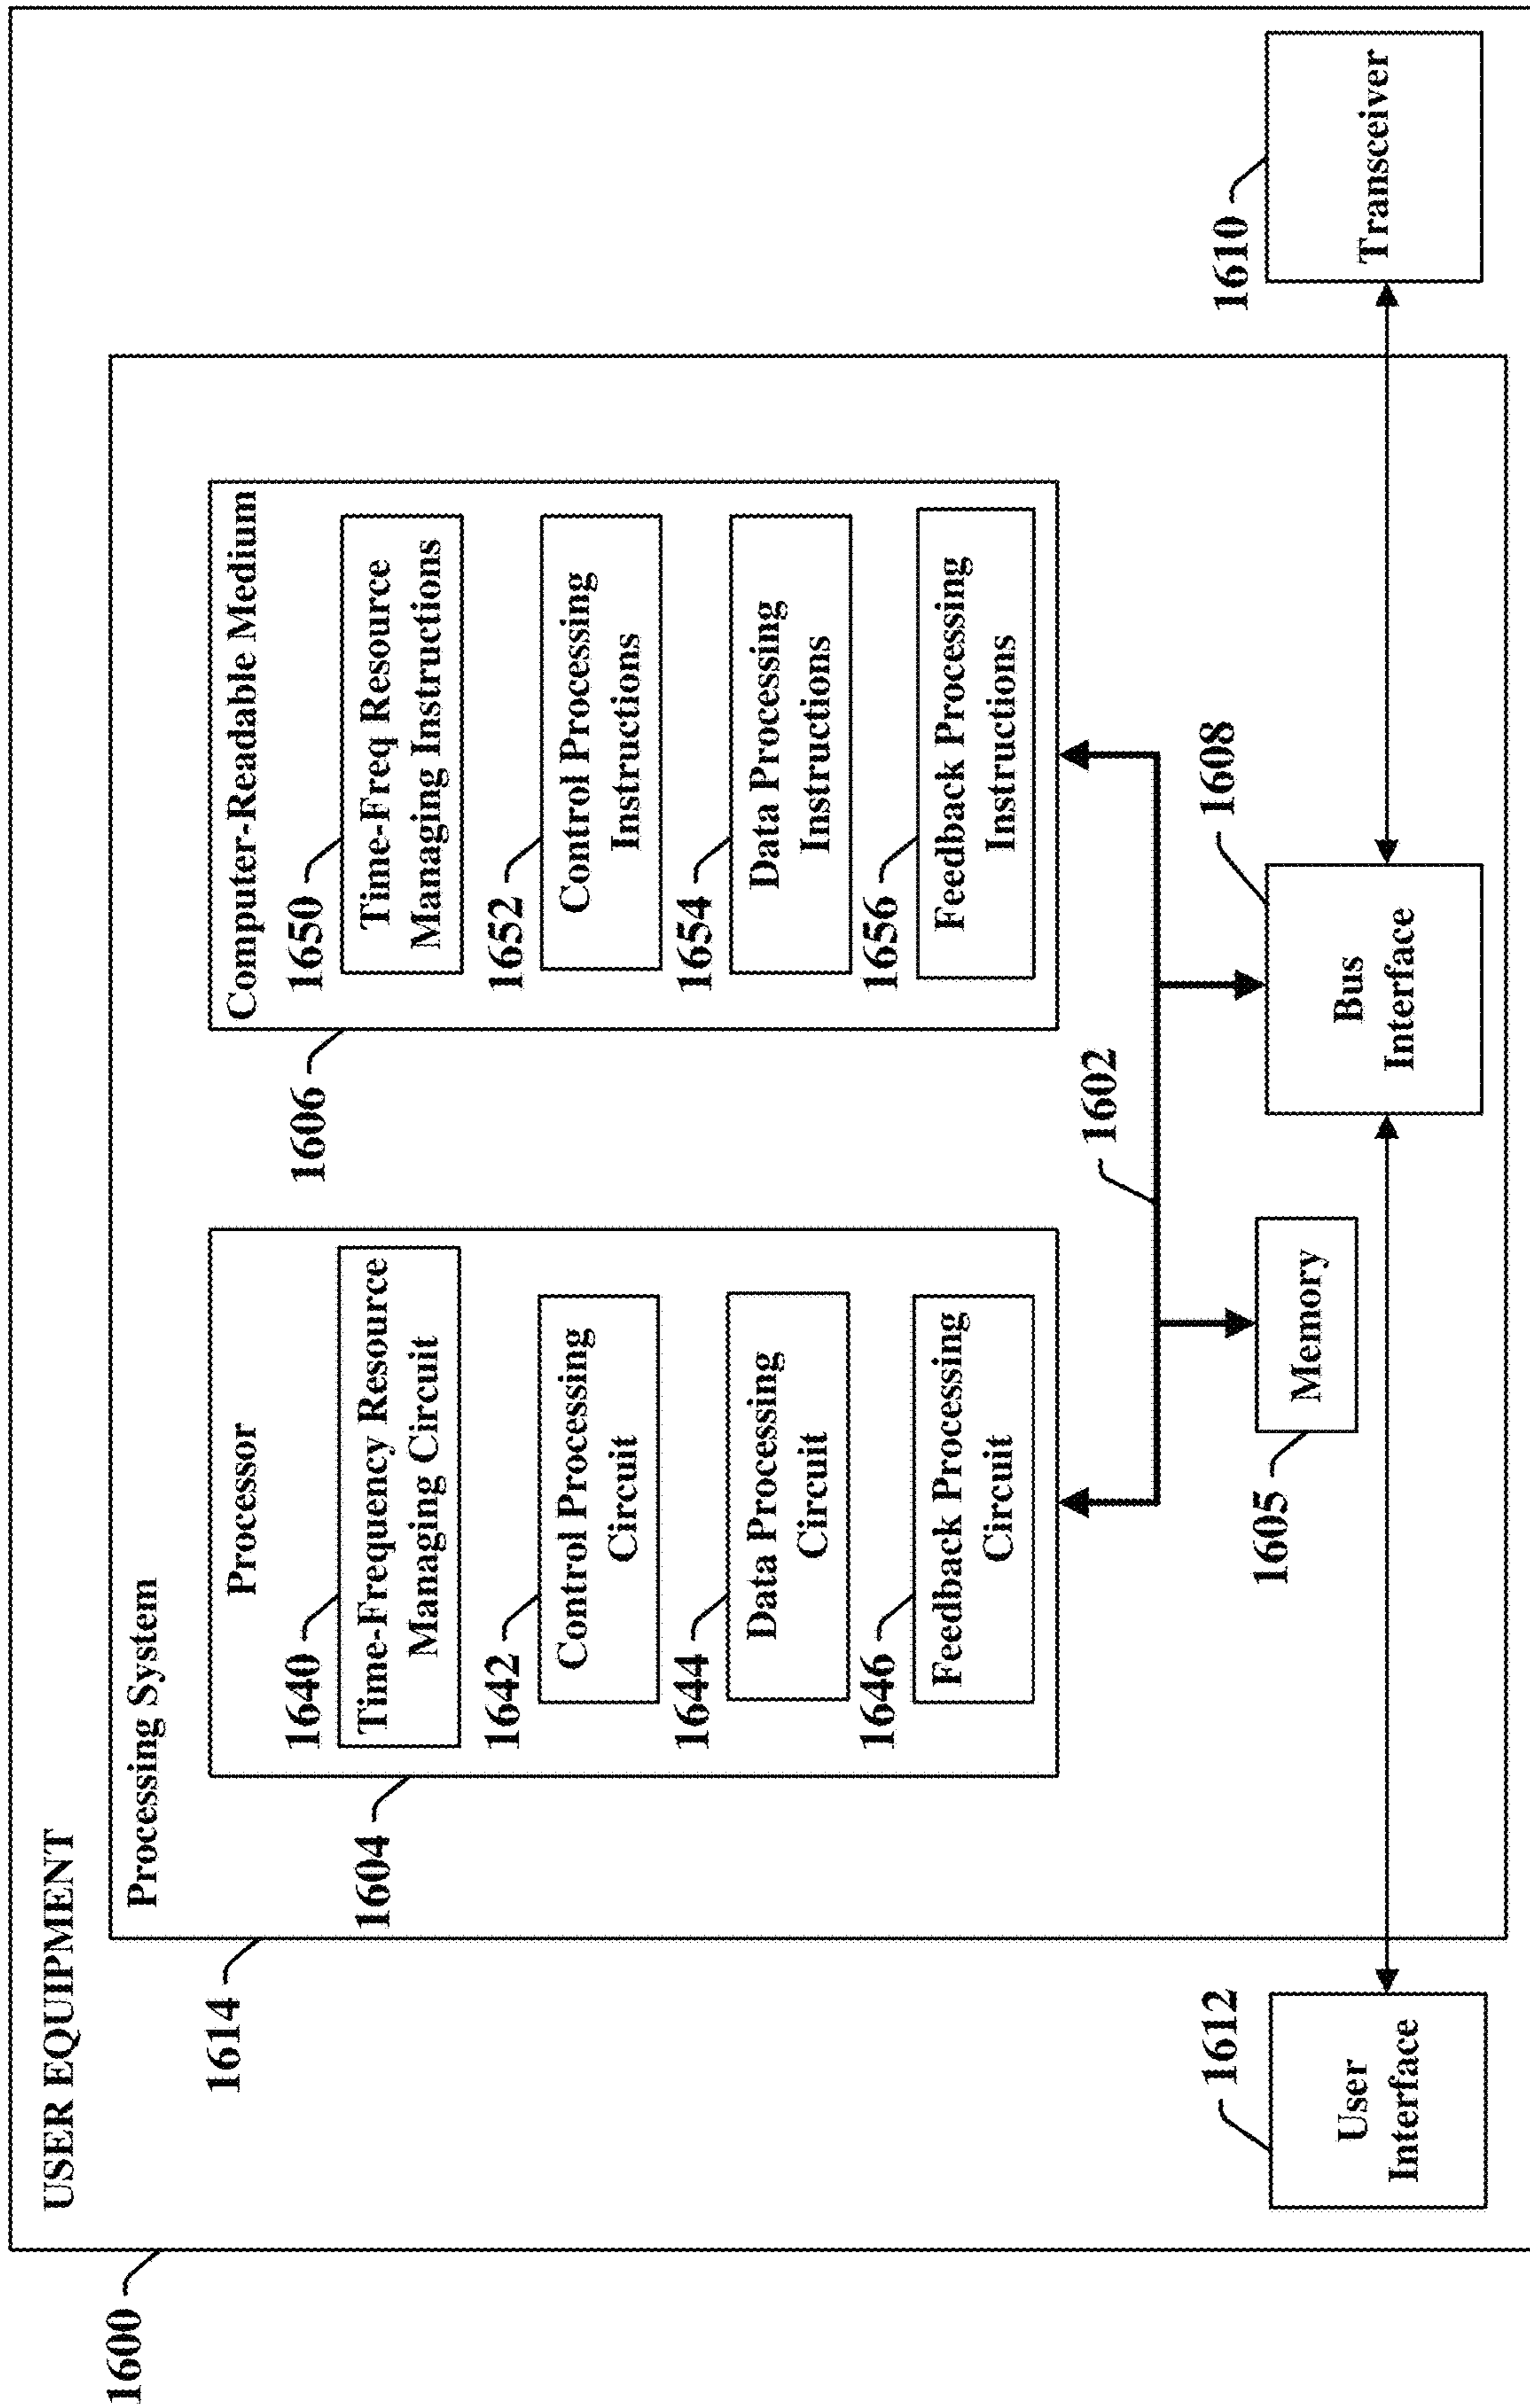 1600
USER EQUIPMENT
1614
Processing System
1604
Processor
1640
Time-Frequency Resource
Managing Circuit
1642
Control Processing
Circuit
1644
Data Processing
Circuit
1646
Feedback Processing
Circuit
1606
Computer-Readable Medium
1650
Time-Freq Resource
Managing Instructions
1652
Control Processing
Instructions
1654
Data Processing
Instructions
1656
Feedback Processing
Instructions
1602
1612
User
Interface
1605
Memory
1608
Bus
Interface
1610
Transceiver